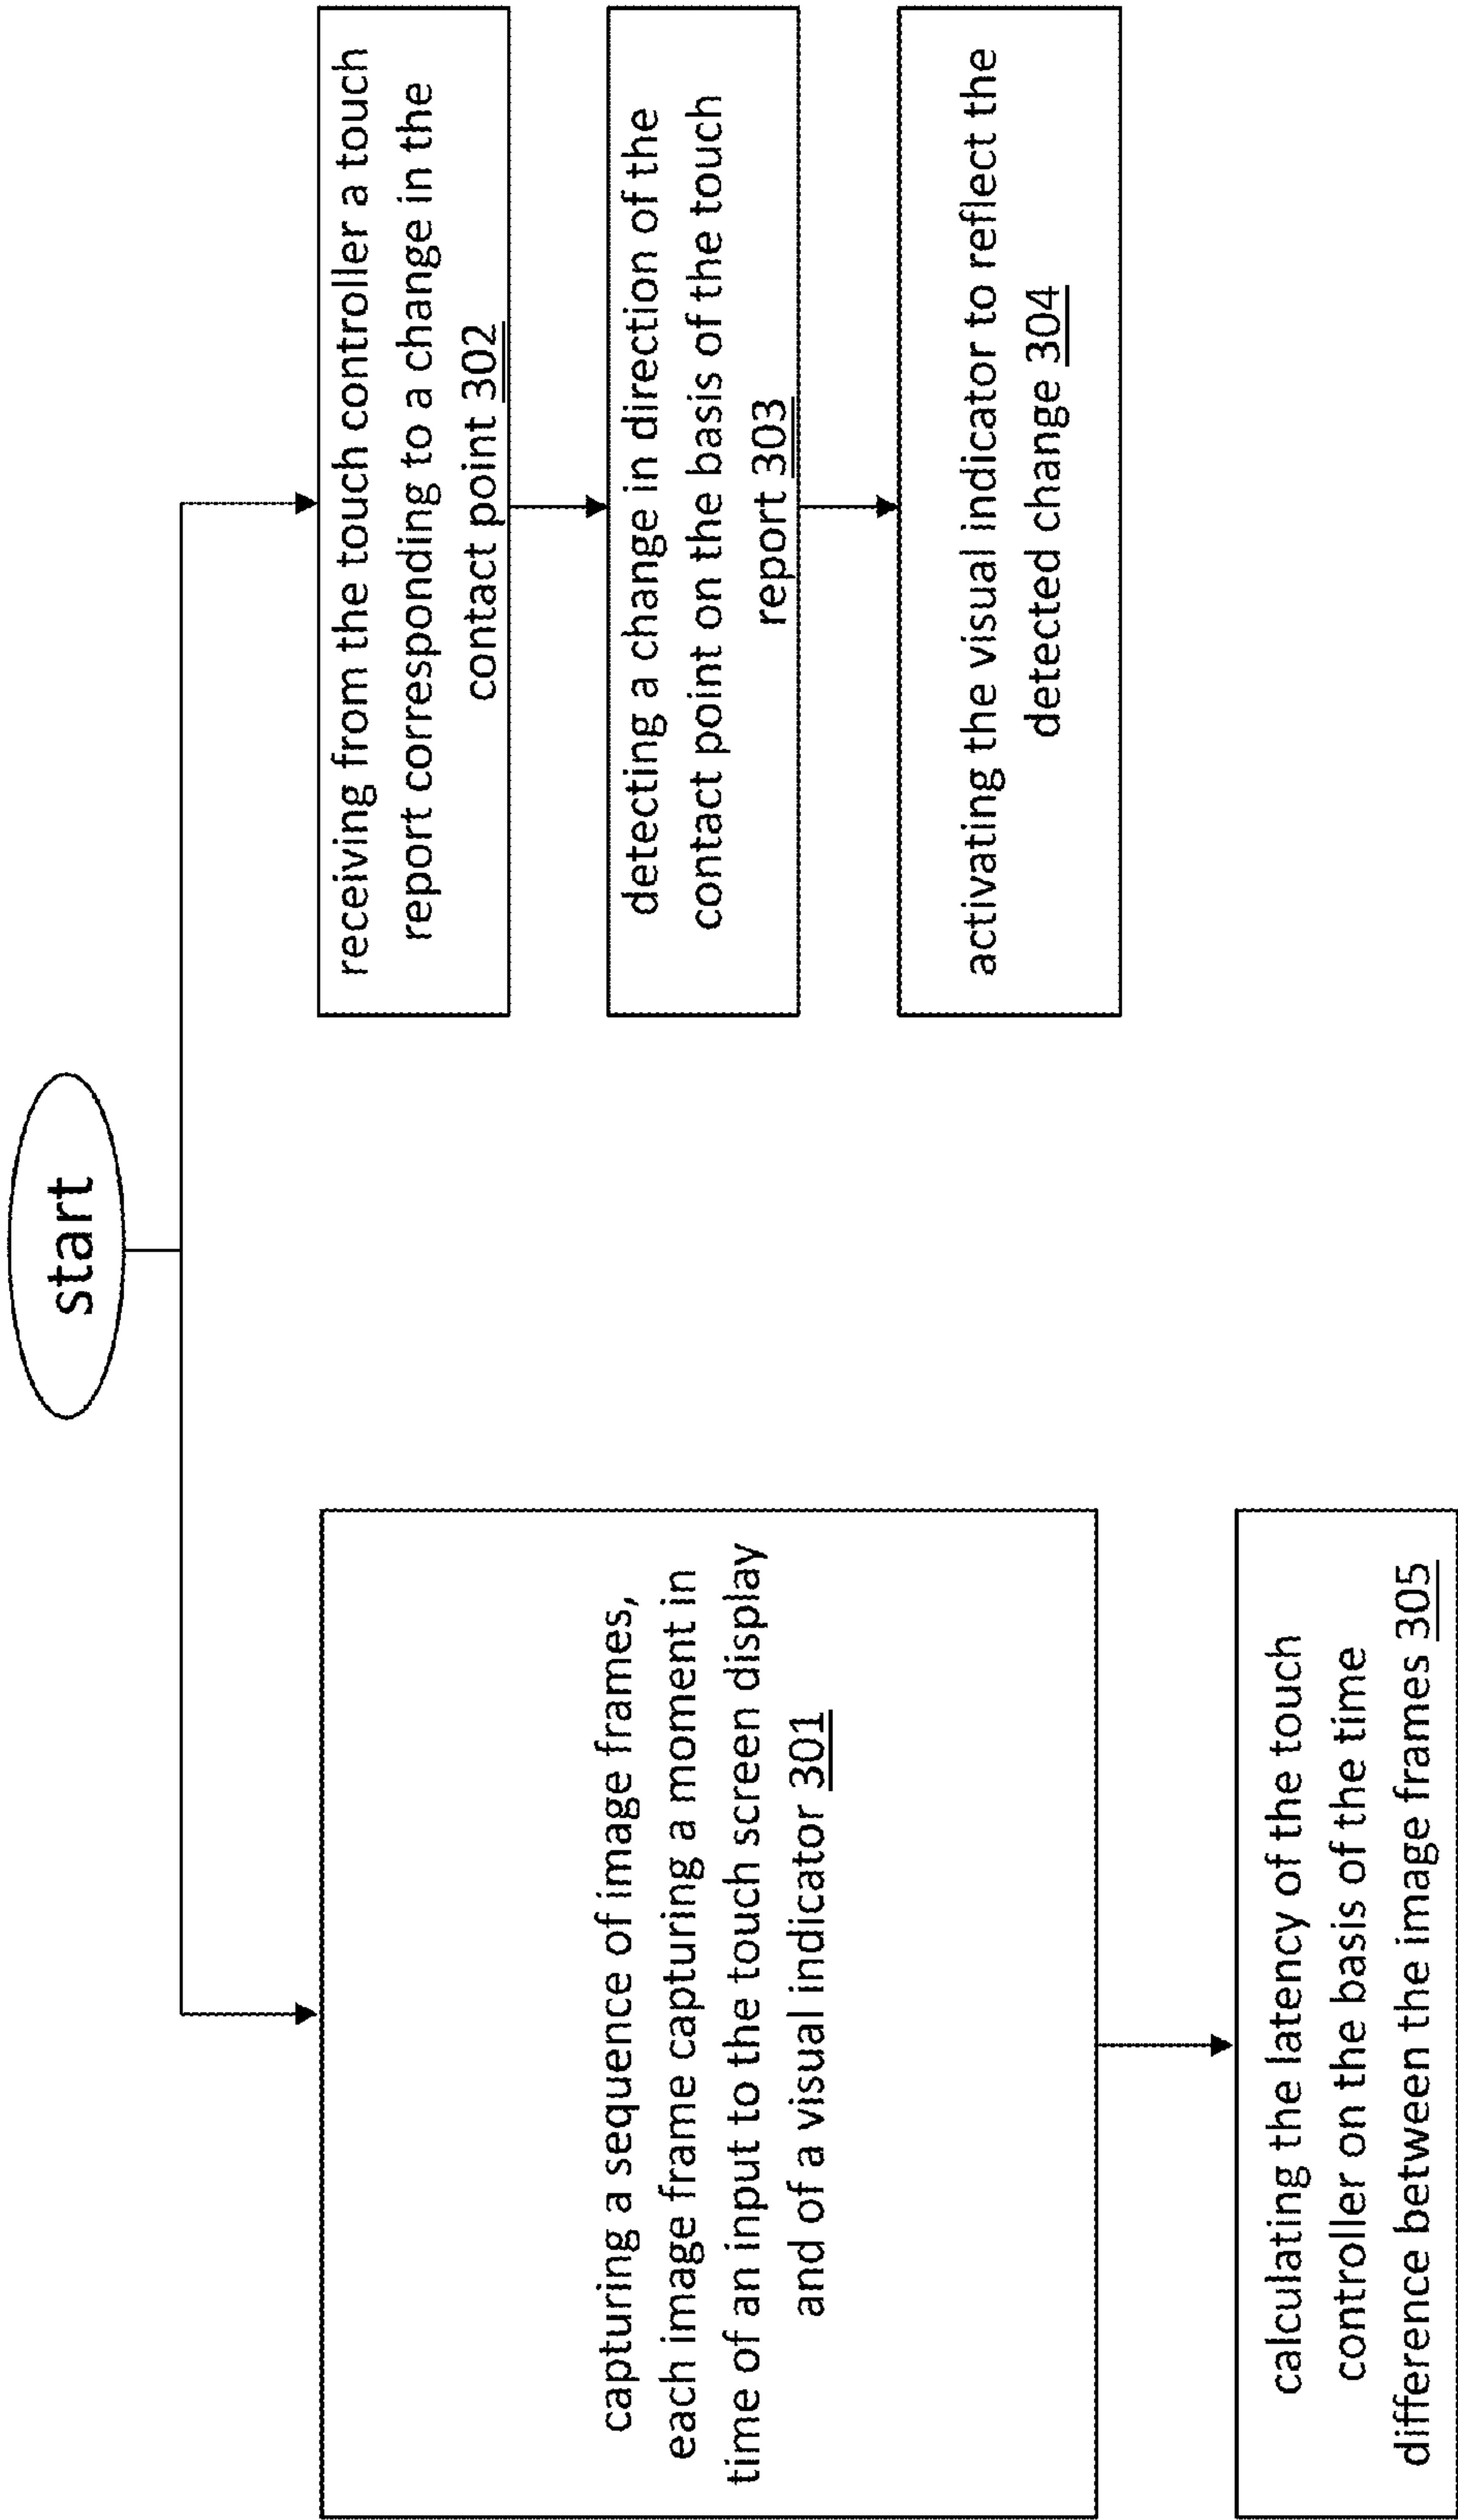 start
capturing a sequence of image frames,
each image frame capturing a moment in
time of an input to the touch screen display
and of a visual indicator 301
calculating the latency of the touch
controller on the basis of the time
difference between the image frames 305
receiving from the touch controller a touch
report corresponding to a change in the
contact point 302
detecting a change in direction of the
contact point on the basis of the touch
report 303
activating the visual indicator to reflect the
detected change 304